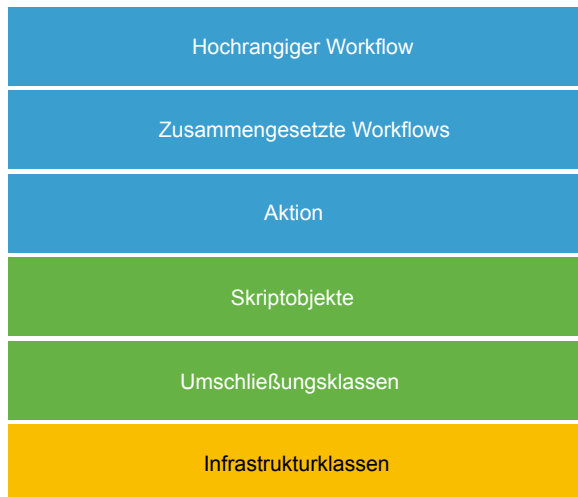 Hochrangiger Workflow
Zusammengesetzte Workflows
Aktion
Skriptobjekte
Umschließungsklassen
Infrastrukturklassen